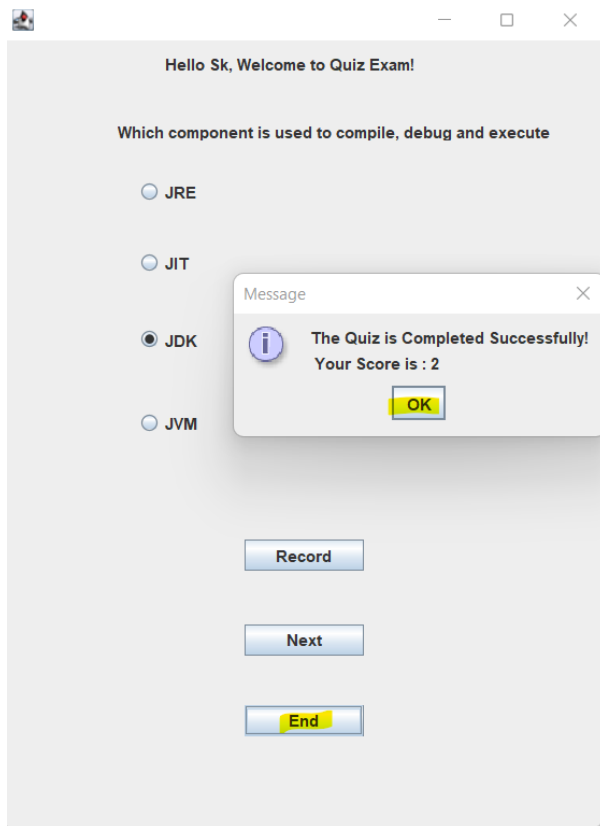 Hello Sk, Welcome to Quiz Exam!
Which component is used to compile, debug and execute
JRE
JIT
JDK
JVM
Message
The Quiz is Completed Successfully!
Your Score is : 2
OK
Record
Next
End